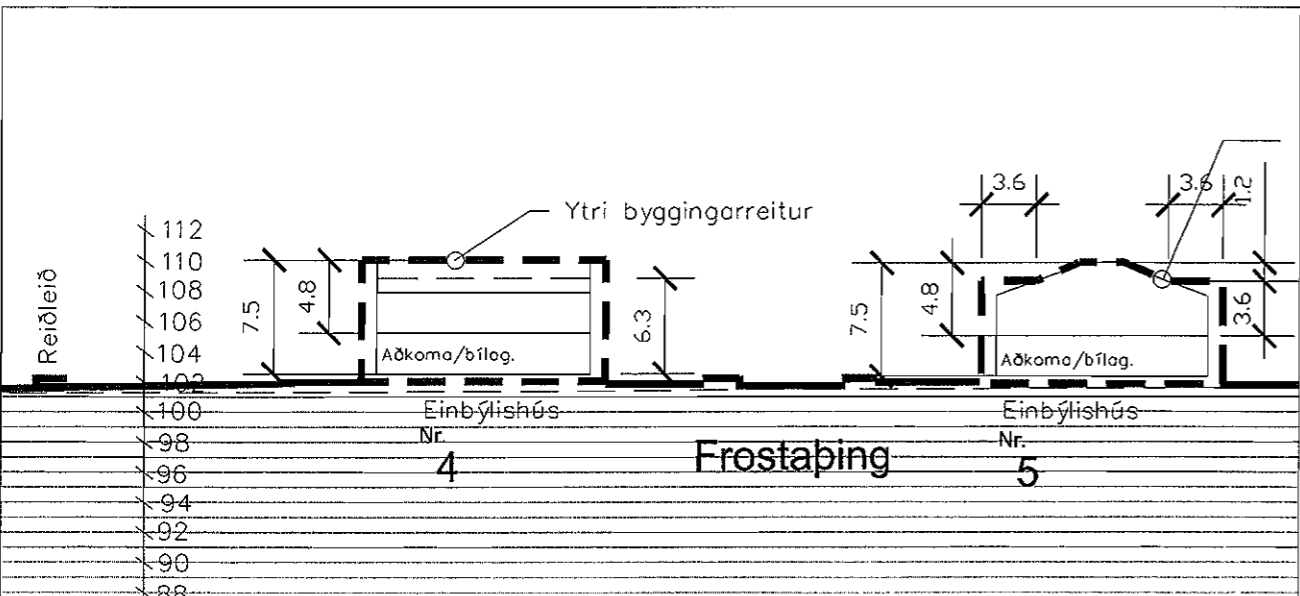 Reiðleið
112
110
108
106
104
102
100
98
96
94
92
90
88
7.5
4.8
Ytri byggingarreitur
6.3
Aðkoma/bílag.
Einbýlishús
Nr.
4
Frostaþing
3.6
3.6
1.2
7.5
4.8
3.6
Aðkoma/bílag.
Einbýlishús
Nr.
5